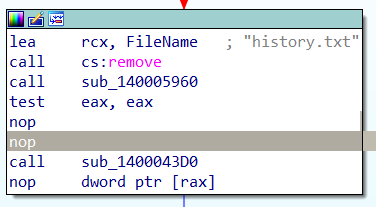 lea rcx, FileName ; "history.txt"
call cs:remove
call sub_140005960
test eax, eax
nop
nop
call sub_1400043D0
nop dword ptr [rax]